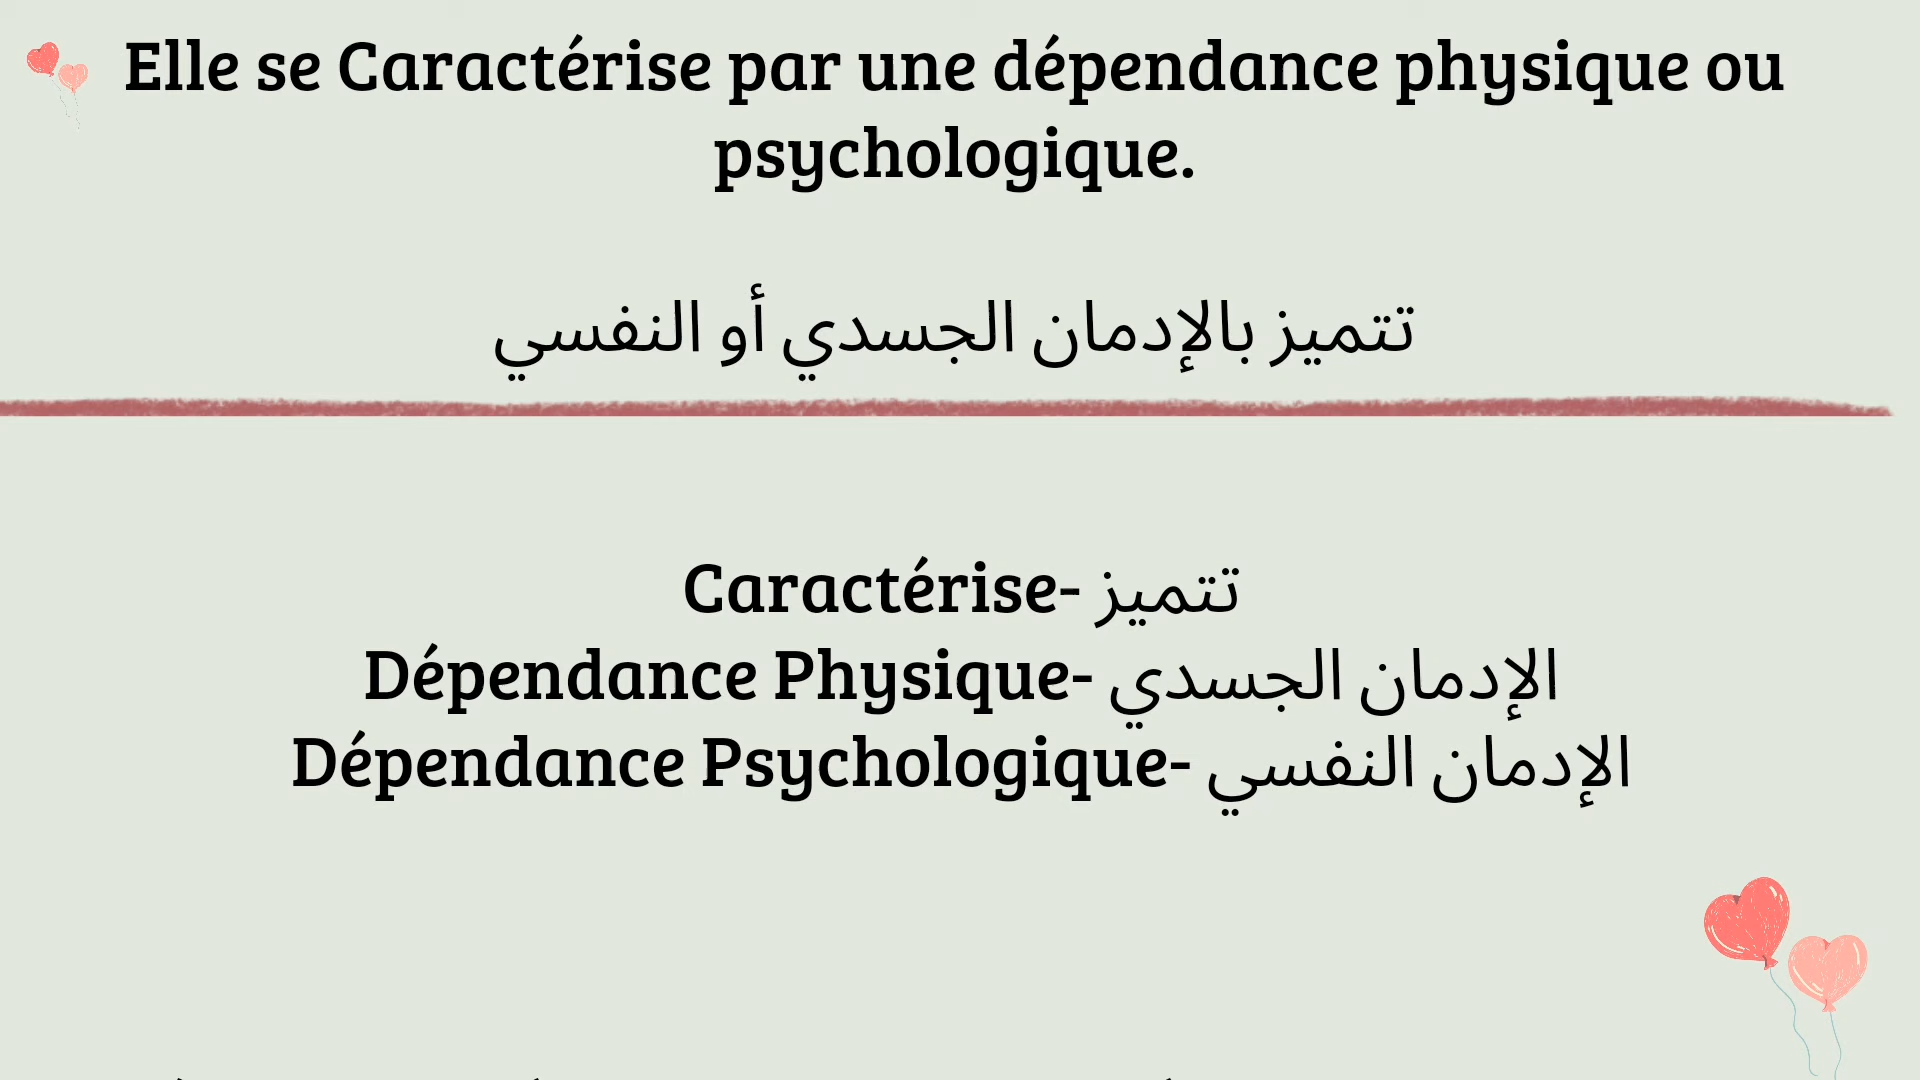 Elle se Caractérise par une dépendance physique ou
psychologique.
تتميز بالإدمان الجسدي أو النفسي
Caractérise- تتميز
Dépendance Physique- الإدمان الجسدي
Dépendance Psychologique- الإدمان النفسي